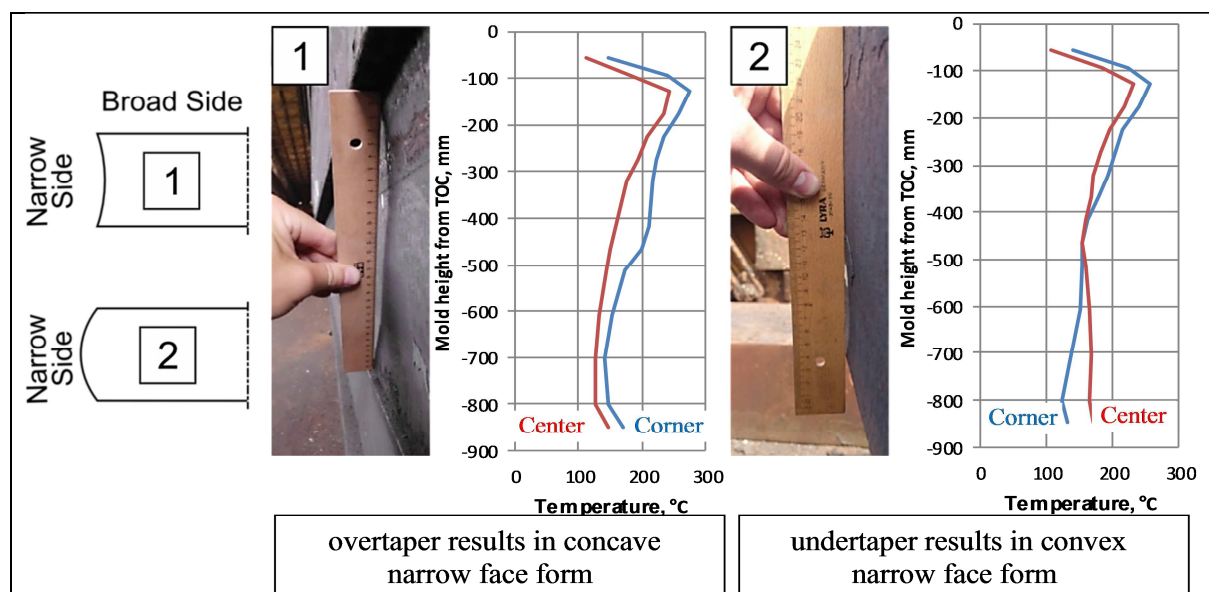 Broad Side
Narrow
Side
1
Narrow
Side
2
1
Mold height from TOC, mm
0
-100
-200
-300
-400
-500
-600
-700
-800
-900
Center
Corner
0
100
200
300
Temperature, °C
overtaper results in concave
narrow face form
2
LYRA
Mold height from TOC, mm
0
-100
-200
-300
-400
-500
-600
-700
-800
-900
Corner
Center
0
100
200
300
Temperature, °C
undertaper results in convex
narrow face form